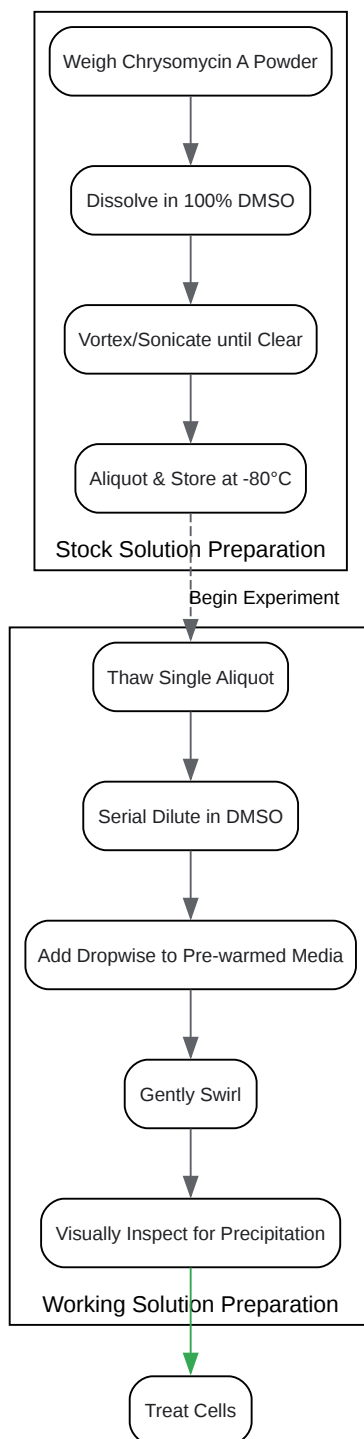 Weigh Chrysomycin A Powder
Dissolve in 100% DMSO
Vortex/Sonicate until Clear
Aliquot & Store at -80°C
Stock Solution Preparation
Begin Experiment
Thaw Single Aliquot
Serial Dilute in DMSO
Add Dropwise to Pre-warmed Media
Gently Swirl
Visually Inspect for Precipitation
Working Solution Preparation
Treat Cells